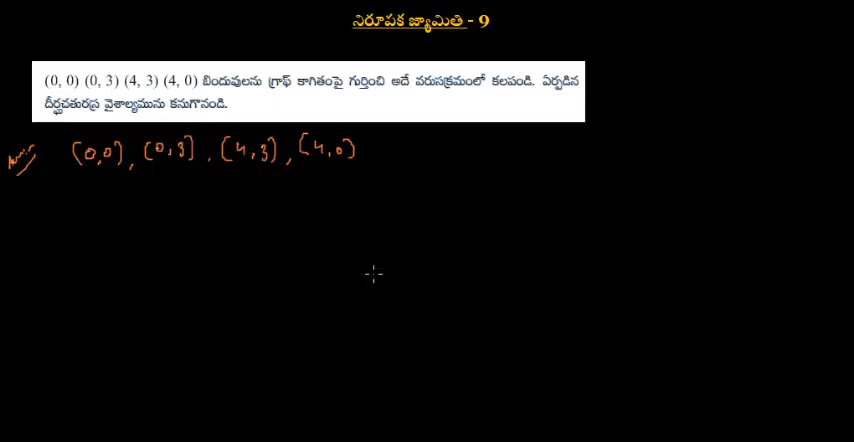 నిరూపక జ్యామితి - 9
(0, 0) (0, 3) (4, 3) (4, 0) బిందువులను గ్రాఫ్ కాగితంపై గుర్తించి అదే వరుసక్రమంలో కలపండి. ఏర్పడిన
దీర్ఘచతురస్ర వైశాల్యమును కనుగొనండి.
(0,0), (0,3), (4,3), (4,0)